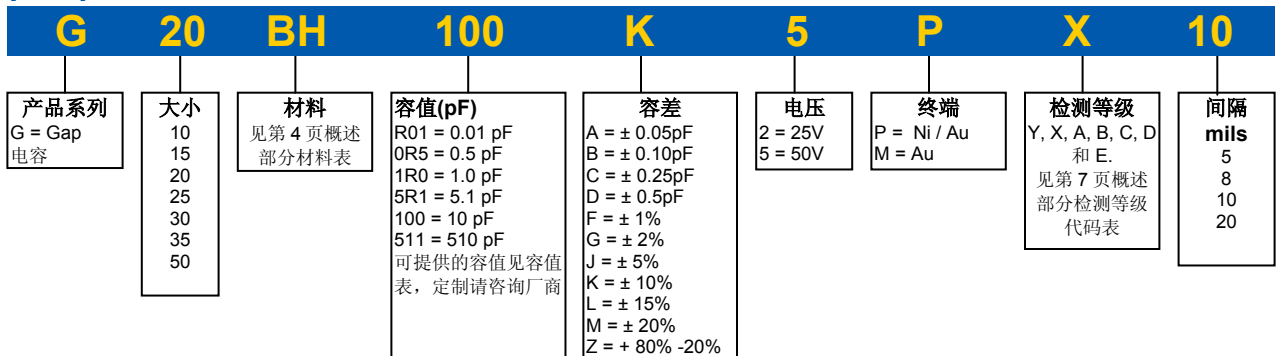 G 20 BH 100 K 5 P X 10
产品系列
G = Gap
电容
大小
10
15
20
25
30
35
50
材料
见第 4 页概述
部分材料表
容值(pF)
R01 = 0.01 pF
0R5 = 0.5 pF
1R0 = 1.0 pF
5R1 = 5.1 pF
100 = 10 pF
511 = 510 pF
可提供的容值见容值
表，定制请咨询厂商
容差
A = ± 0.05pF
B = ± 0.10pF
C = ± 0.25pF
D = ± 0.5pF
F = ± 1%
G = ± 2%
J = ± 5%
K = ± 10%
L = ± 15%
M = ± 20%
Z = + 80% -20%
电压
2 = 25V
5 = 50V
终端
P = Ni / Au
M = Au
检测等级
Y, X, A, B, C, D
和 E.
见第 7 页概述
部分检测等级
代码表
间隔
mils
5
8
10
20